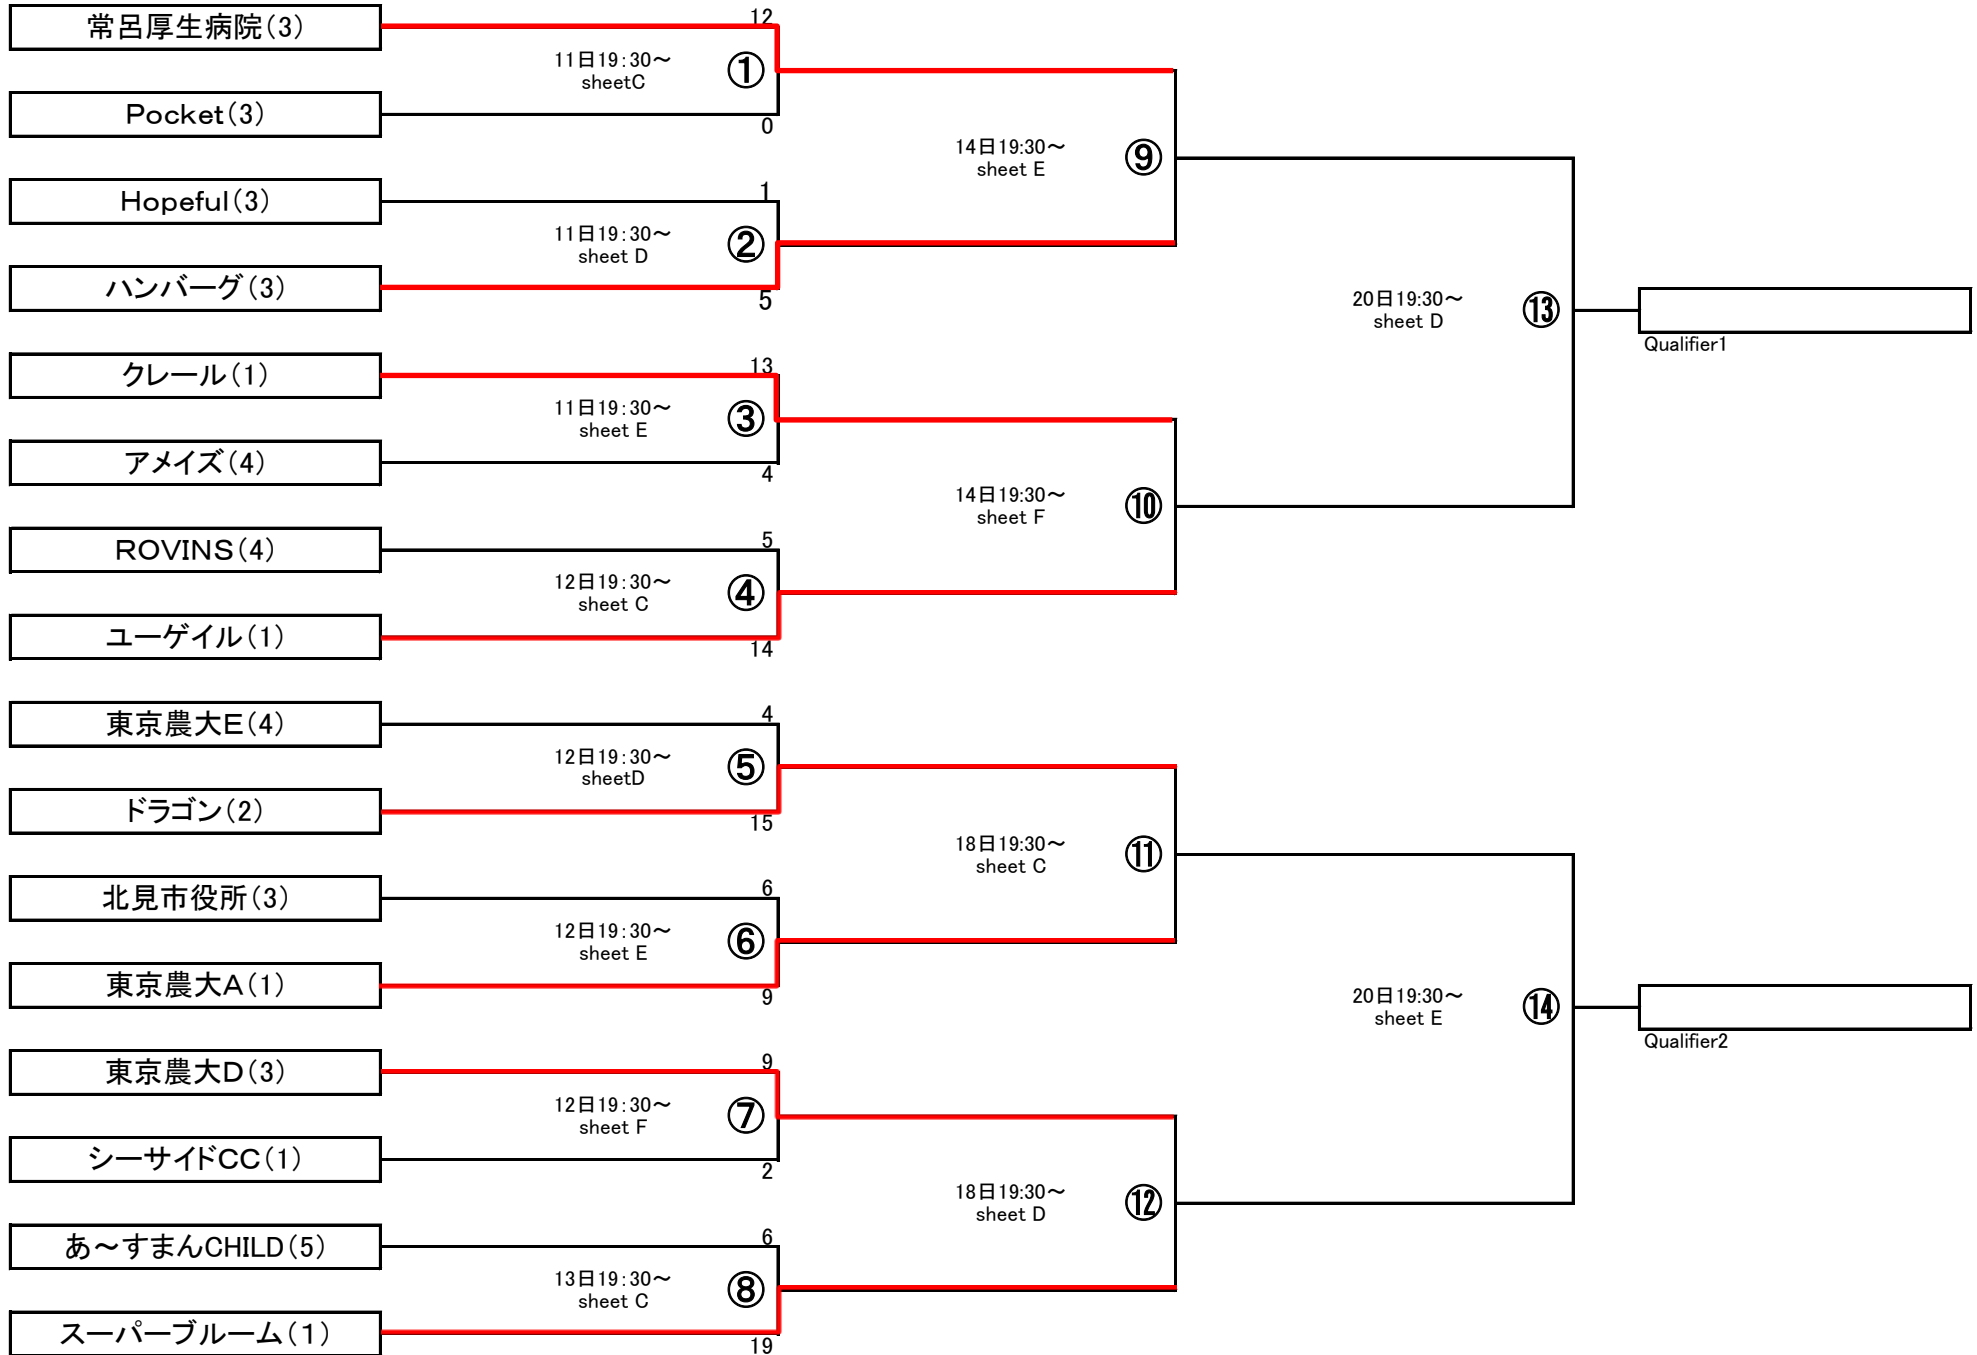 常呂厚生病院(3)
12
11日19:30～
sheetC
①
Pocket(3)
0
14日19:30～
sheet E
⑨
Hopeful(3)
1
11日19:30～
sheet D
②
ハンバーグ(3)
5
20日19:30～
sheet D
⑬
Qualifier1
クレール(1)
13
11日19:30～
sheet E
③
アメイズ(4)
4
14日19:30～
sheet F
⑩
ROVINS(4)
5
12日19:30～
sheet C
④
ユーゲイル(1)
14
東京農大E(4)
4
12日19:30～
sheetD
⑤
ドラゴン(2)
15
18日19:30～
sheet C
⑪
北見市役所(3)
6
12日19:30～
sheet E
⑥
東京農大A(1)
9
20日19:30～
sheet E
⑭
Qualifier2
東京農大D(3)
9
12日19:30～
sheet F
⑦
シーサイドCC(1)
2
18日19:30～
sheet D
⑫
あ～すまんCHILD(5)
6
13日19:30～
sheet C
⑧
スーパーブルーム(1)
19